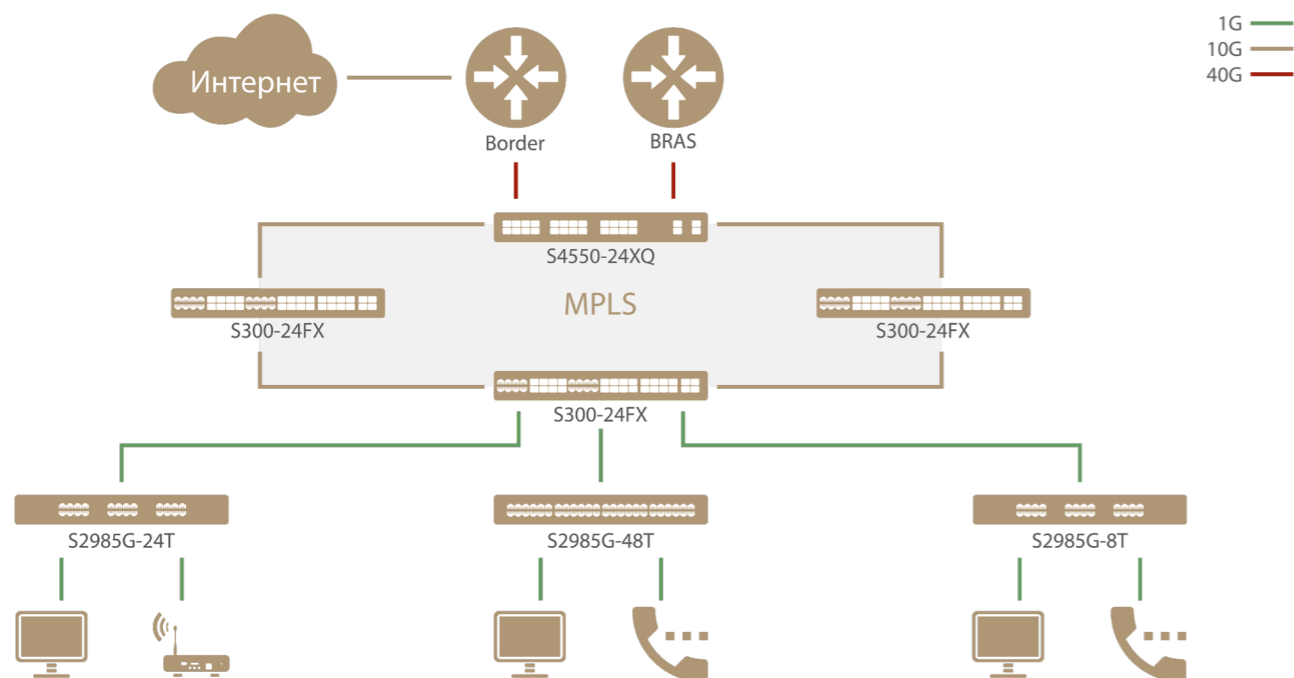 1G
10G
40G
Интернет
Border
BRAS
S4550-24XQ
MPLS
S300-24FX
S300-24FX
S300-24FX
S2985G-24T
S2985G-48T
S2985G-8T